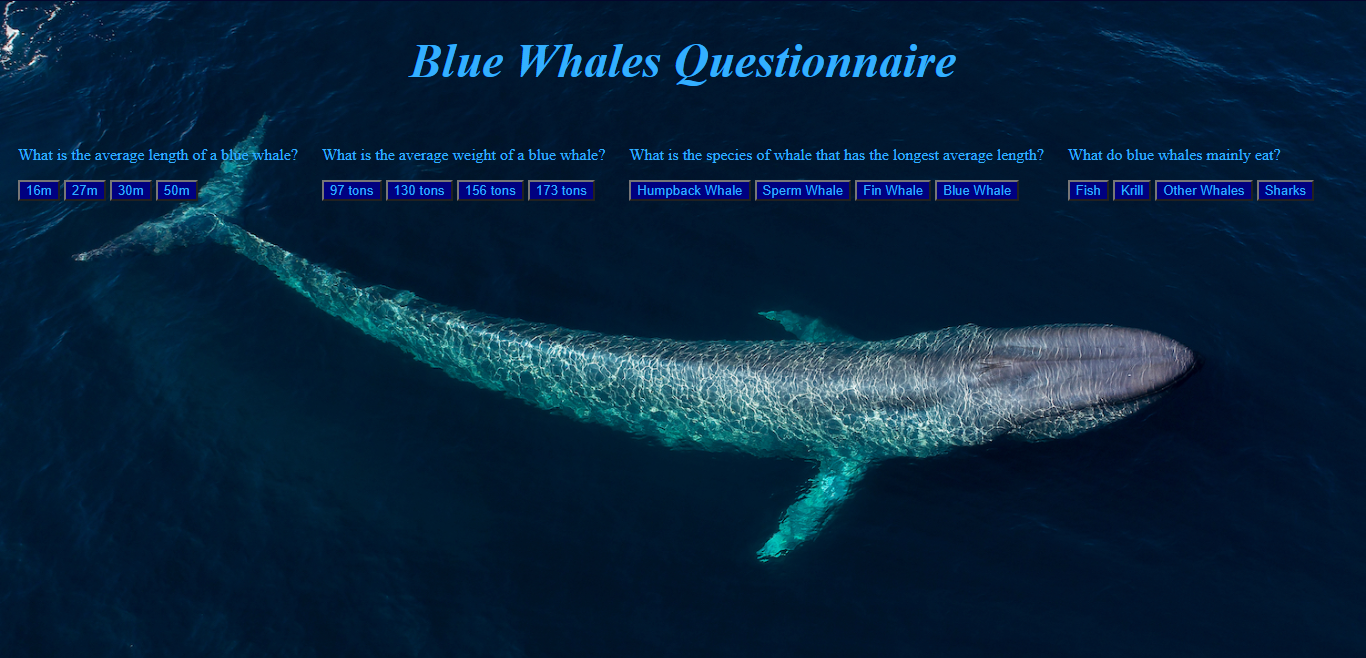 Blue Whales Questionnaire
What is the average length of a blue whale?
16m 27m 30m 50m
What is the average weight of a blue whale?
97 tons 130 tons 156 tons 173 tons
What is the species of whale that has the longest average length?
Humpback Whale Sperm Whale Fin Whale Blue Whale
What do blue whales mainly eat?
Fish Krill Other Whales Sharks